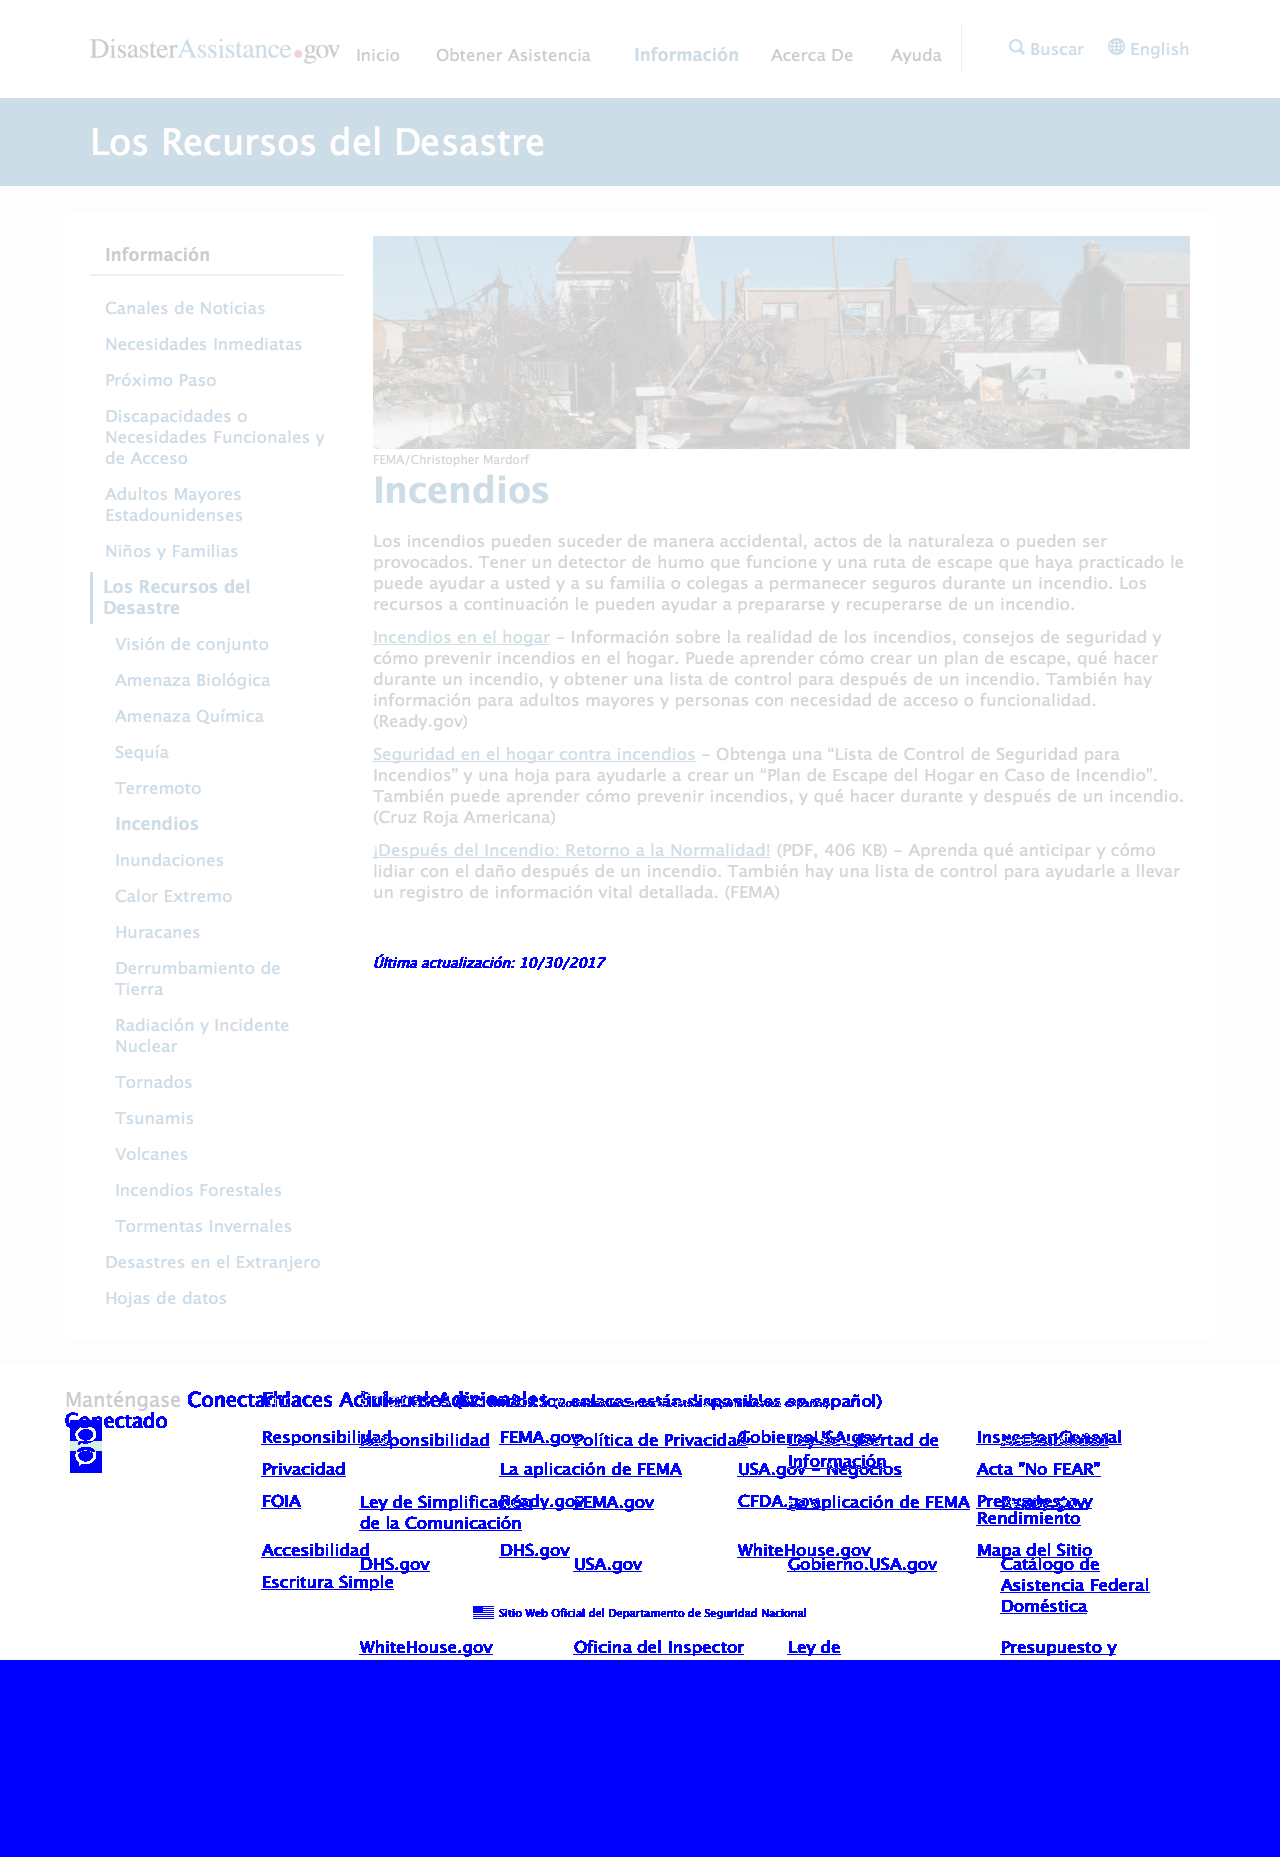 DisasterAssistance.gov
Inicio
Obtener Asistencia
Información
Acerca De
Ayuda
Buscar
English
Los Recursos del Desastre
Información
Canales de Noticias
Necesidades Inmediatas
Próximo Paso
Discapacidades o
Necesidades Funcionales y
de Acceso
Adultos Mayores
Estadounidenses
Niños y Familias
Los Recursos del
Desastre
Visión de conjunto
Amenaza Biológica
Amenaza Química
Sequía
Terremoto
Incendios
Inundaciones
Calor Extremo
Huracanes
Derrumbamiento de
Tierra
Radiación y Incidente
Nuclear
Tornados
Tsunamis
Volcanes
Incendios Forestales
Tormentas Invernales
Desastres en el Extranjero
Hojas de datos
FEMA/Christopher Mardorf
Incendios
Los incendios pueden suceder de manera accidental, actos de la naturaleza o pueden ser
provocados. Tener un detector de humo que funcione y una ruta de escape que haya practicado le
puede ayudar a usted y a su familia o colegas a permanecer seguros durante un incendio. Los
recursos a continuación le pueden ayudar a prepararse y recuperarse de un incendio.
Incendios en el hogar – Información sobre la realidad de los incendios, consejos de seguridad y
cómo prevenir incendios en el hogar. Puede aprender cómo crear un plan de escape, qué hacer
durante un incendio, y obtener una lista de control para después de un incendio. También hay
información para adultos mayores y personas con necesidad de acceso o funcionalidad.
(Ready.gov)
Seguridad en el hogar contra incendios – Obtenga una “Lista de Control de Seguridad para
Incendios” y una hoja para ayudarle a crear un “Plan de Escape del Hogar en Caso de Incendio”.
También puede aprender cómo prevenir incendios, y qué hacer durante y después de un incendio.
(Cruz Roja Americana)
¡Después del Incendio: Retorno a la Normalidad! (PDF, 406 KB) – Aprenda qué anticipar y cómo
lidiar con el daño después de un incendio. También hay una lista de control para ayudarle a llevar
un registro de información vital detallada. (FEMA)
Última actualización: 10/30/2017
Manténgase
Conectado
enlaces están disponibles en español)
Responsibilidad
Responsibilidad
FEMA.gov
Política de Privacidad
Gobierno.USA.gov
Información
Privacidad
La aplicación de FEMA
USA.gov – Negocios
Acta "No FEAR"
FOIA
Ley de Simplificación
de la Comunicación
Ready.gov
FEMA.gov
CFDA.gov
La aplicación de FEMA
Rendimiento
Accesibilidad
DHS.gov
DHS.gov
USA.gov
WhiteHouse.gov
Gobierno.USA.gov
Mapa del Sitio
Catálogo de
Asistencia Federal
Doméstica
Escritura Simple
Sitio Web Oficial del Departamento de Seguridad Nacional
WhiteHouse.gov
Oficina del Inspector
Ley de
Presupuesto y